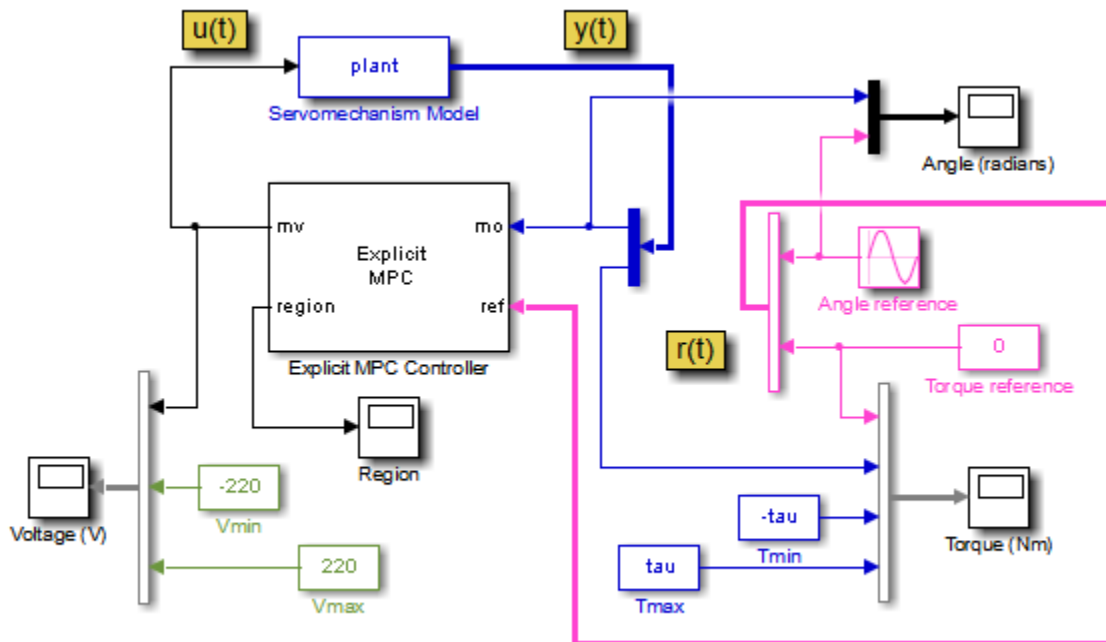 u(t)
y(t)
plant
Servomechanism Model
Angle (radians)
mv
mo
Explicit
MPC
region
ref
Explicit MPC Controller
Angle reference
r(t)
0
Torque reference
Region
-220
Vmin
Voltage (V)
220
Vmax
-tau
Tmin
Torque (Nm)
tau
Tmax